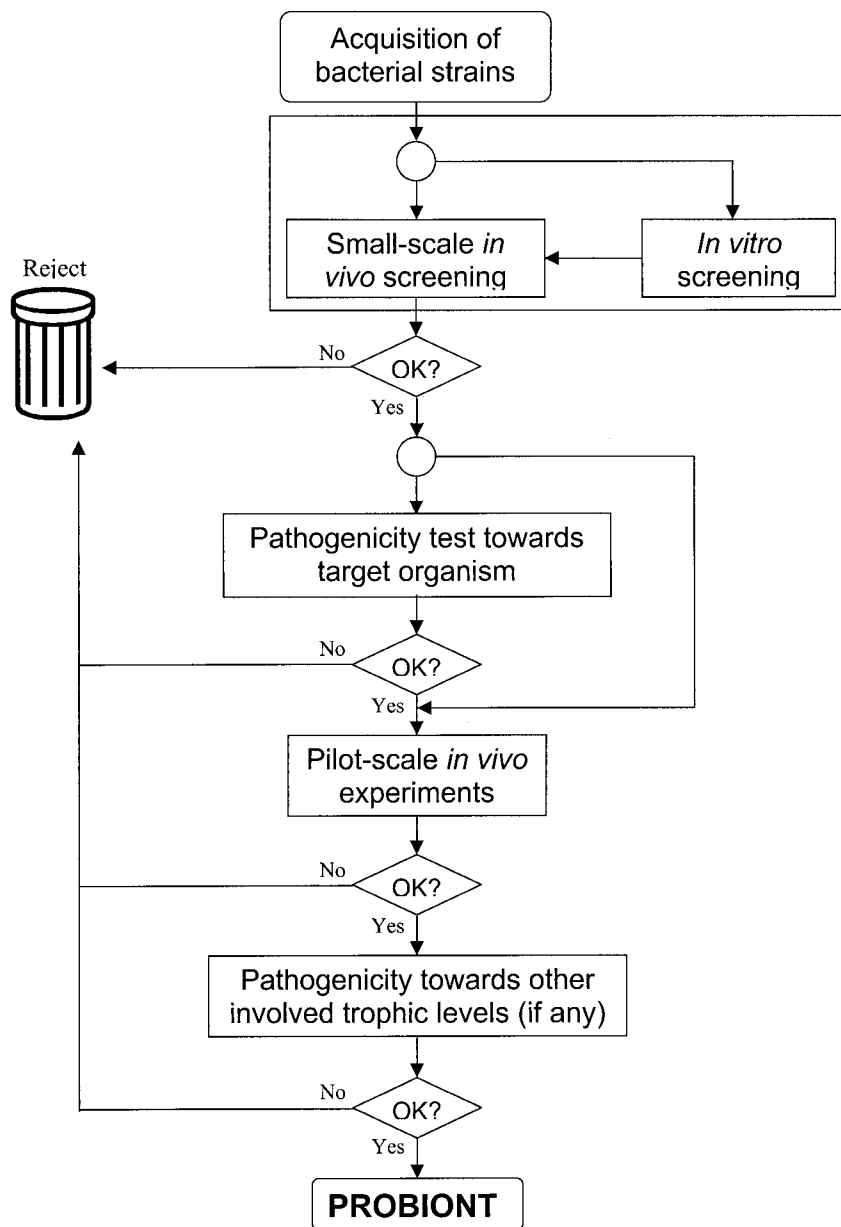 Acquisition of
bacterial strains
Small-scale in
vivo screening
In vitro
screening
Reject
No
OK?
Yes
Pathogenicity test towards
target organism
No
OK?
Yes
Pilot-scale in vivo
experiments
No
OK?
Yes
Pathogenicity towards other
involved trophic levels (if any)
No
OK?
Yes
PROBIONT